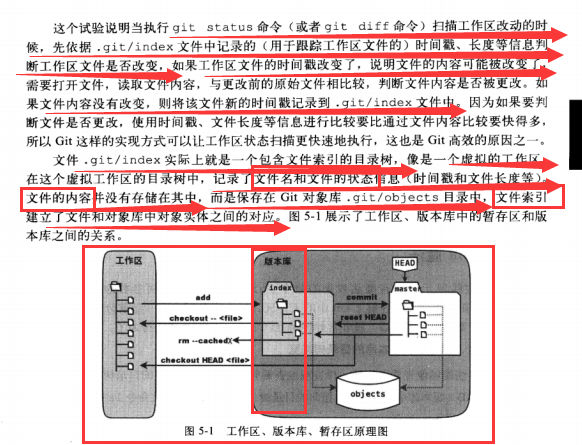 这个试验说明当执行 git status 命令（或者 git diff 命令）扫描工作区改动的时
候，先依据 .git/index 文件中记录的（用于跟踪工作区文件的）时间戳、长度等信息判
断工作区文件是否改变，如果工作区文件的时间戳改变了，说明文件的内容可能被改变了，
需要打开文件，读取文件内容，与更改前的原始文件相比较，判断文件内容是否被更改。如
果文件内容没有改变，则将该文件新的时间戳记录到 .git/index 文件中。因为如果要判
断文件是否更改，使用时间戳、文件长度等信息进行比较要比通过文件内容比较要快得多，
所以 Git 这样的实现方式可以让工作区状态扫描更快速地执行，这也是 Git 高效的原因之一。
文件 .git/index 实际上就是一个包含文件索引的目录树，像是一个虚拟的工作区。
在这个虚拟工作区的目录树中，记录了文件名和文件的状态信息（时间戳和文件长度等）。
文件的内容并没有存储在其中，而是保存在 Git 对象库 .git/objects 目录中，文件索引
建立了文件和对象库中对象实体之间的对应。图 5-1 展示了工作区、版本库中的暂存区和版
本库之间的关系。
工作区
版本库
HEAD
index
master
add
commit
checkout -- <file>
reset HEAD
rm --cached
checkout HEAD <file>
objects
图 5-1 工作区、版本库、暂存区原理图